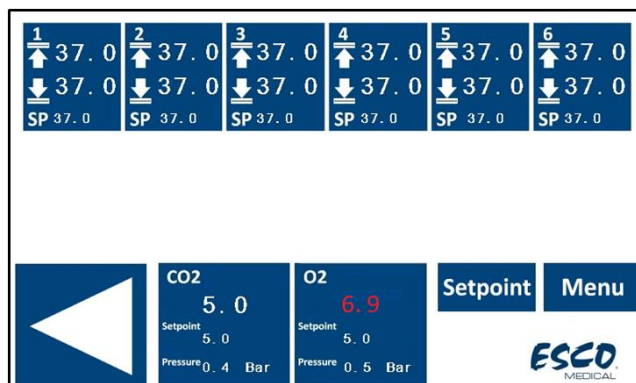 1 2 3 4 5 6
37.0 37.0 37.0 37.0 37.0 37.0
37.0 37.0 37.0 37.0 37.0 37.0
SP 37.0 SP 37.0 SP 37.0 SP 37.0 SP 37.0 SP 37.0
CO2
5.0
Setpoint
5.0
Pressure 0.4 Bar
O2
6.9
Setpoint
5.0
Pressure 0.5 Bar
Setpoint
Menu
ESCO
MEDICAL